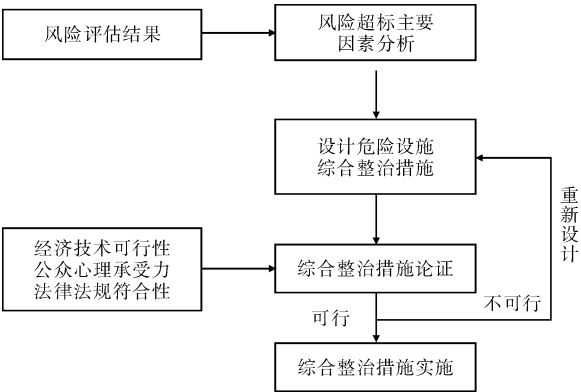 风险评估结果
风险超标主要
因素分析
设计危险设施
综合整治措施
重新设计
经济技术可行性
公众心理承受力
法律法规符合性
综合整治措施论证
可行
不可行
综合整治措施实施